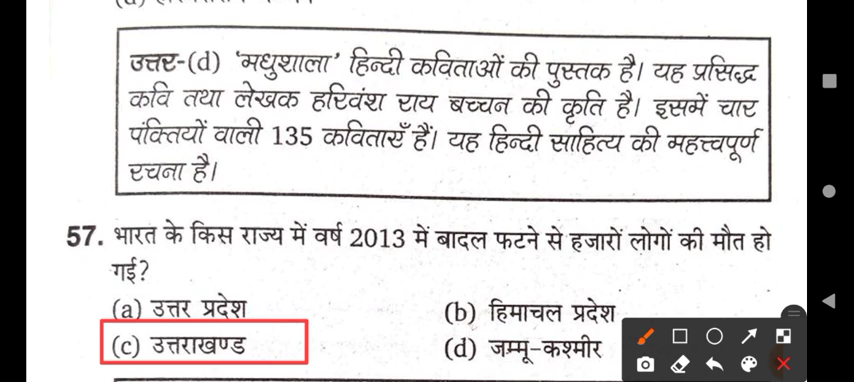 उत्तर-(d) 'मधुशाला' हिन्दी कविताओं की पुस्तक है। यह प्रसिद्ध
कवि तथा लेखक हरिवंश राय बच्चन की कृति है। इसमें चार
पंक्तियों वाली 135 कविताएँ हैं। यह हिन्दी साहित्य की महत्त्वपूर्ण
रचना है।
57. भारत के किस राज्य में वर्ष 2013 में बादल फटने से हजारों लोगों की मौत हो
गई?
(a) उत्तर प्रदेश (b) हिमाचल प्रदेश
(c) उत्तराखण्ड (d) जम्मू-कश्मीर